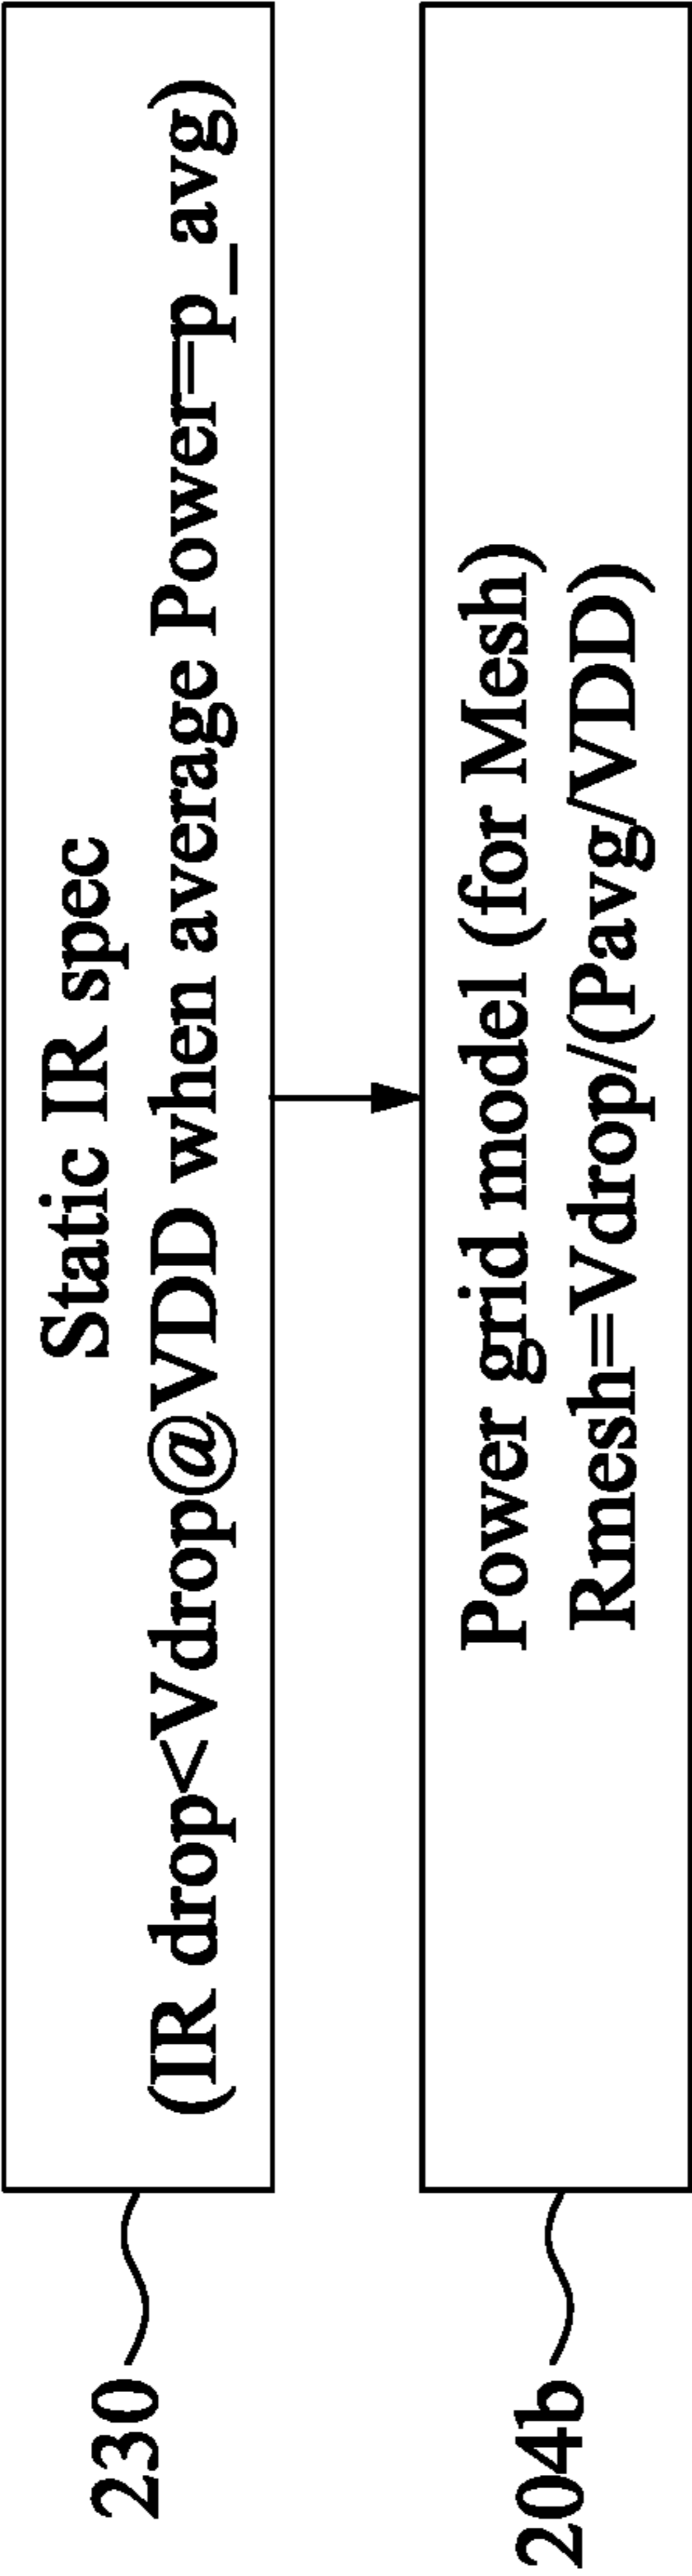 230
Static IR spec
(IR drop<Vdrop@VDD when average Power=p_avg)
204b
Power grid model (for Mesh)
Rmesh=Vdrop/(Pavg/VDD)